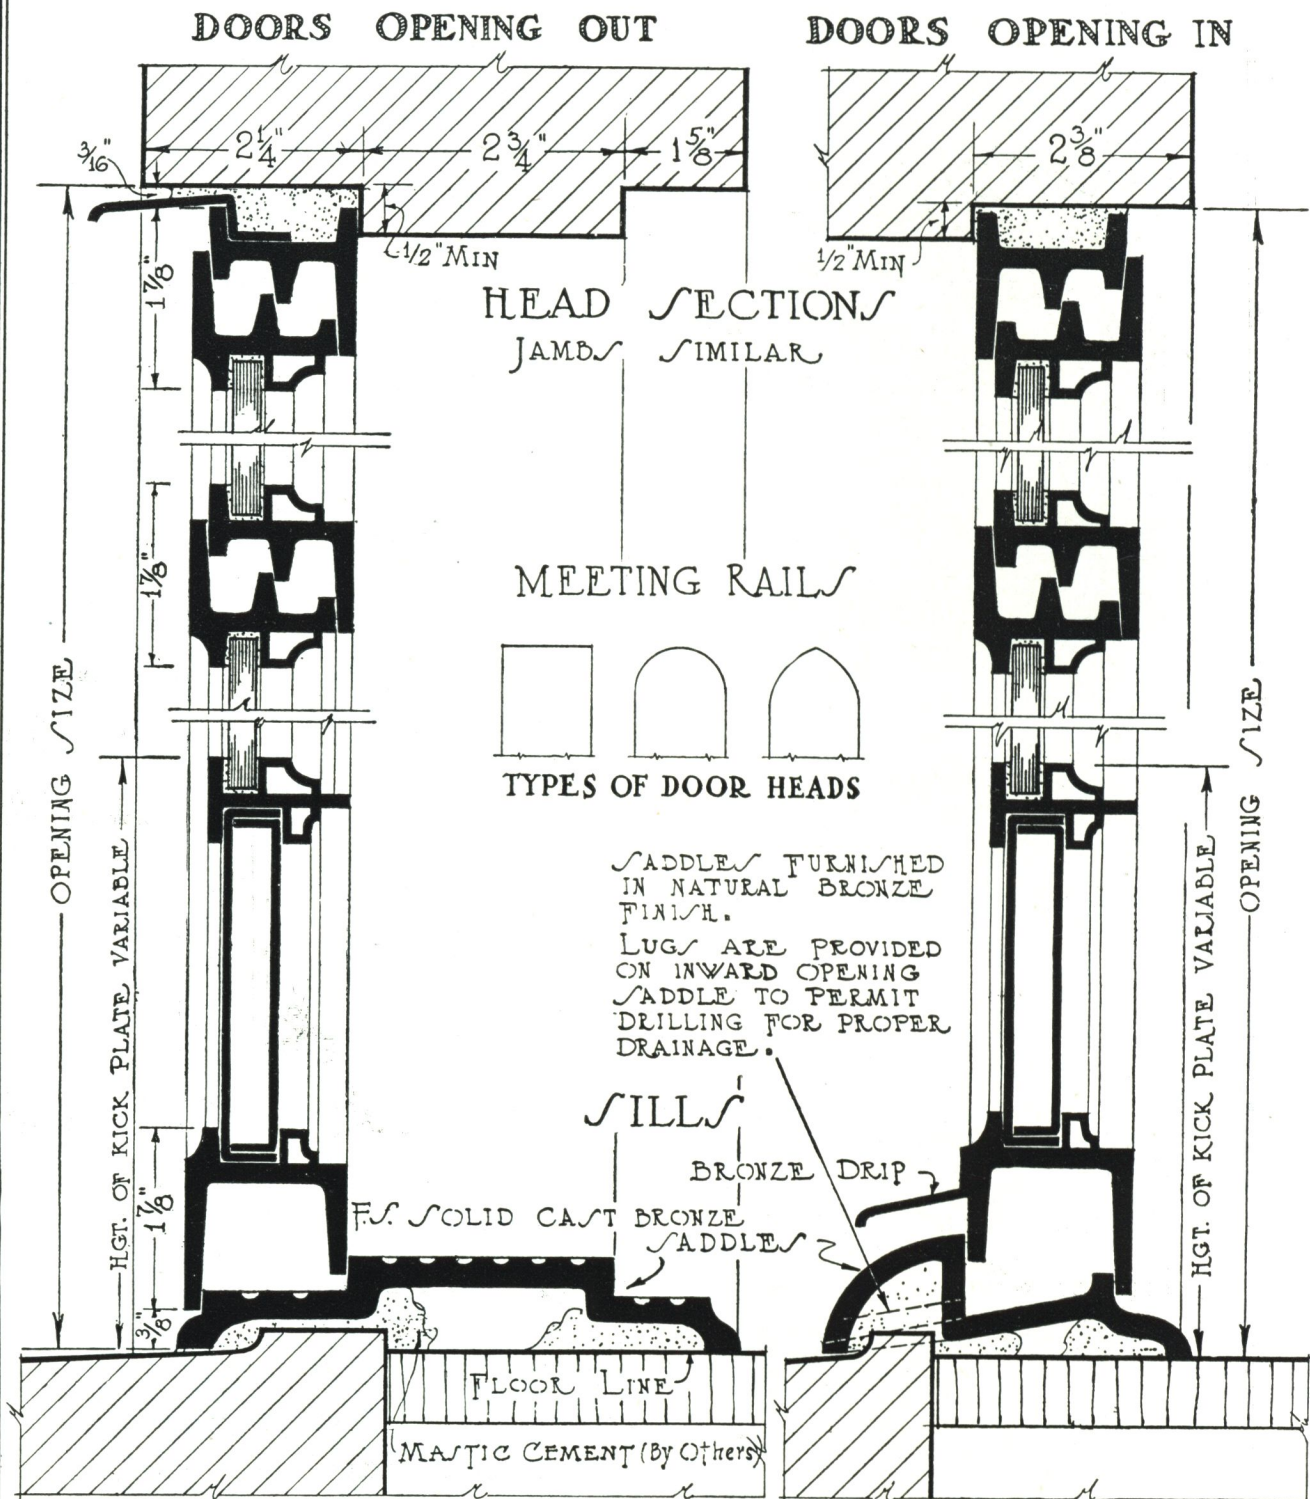 DOORS OPENING OUT
DOORS OPENING IN
2 1/4"
2 3/4"
1 5/8"
2 3/8"
3/16"
1/2" MIN
1/2" MIN
1 7/8"
HEAD SECTIONS
JAMBS SIMILAR
1 7/8"
MEETING RAILS
TYPES OF DOOR HEADS
OPENING SIZE
OPENING SIZE
HGT. OF KICK PLATE VARIABLE
HGT. OF KICK PLATE VARIABLE
SADDLES FURNISHED
IN NATURAL BRONZE
FINISH.
LUGS ARE PROVIDED
ON INWARD OPENING
SADDLE TO PERMIT
DRILLING FOR PROPER
DRAINAGE.
SILLS
BRONZE DRIP
1 7/8"
F.S. SOLID CAST BRONZE
SADDLES
3/8"
FLOOR LINE
MASTIC CEMENT (By Others)